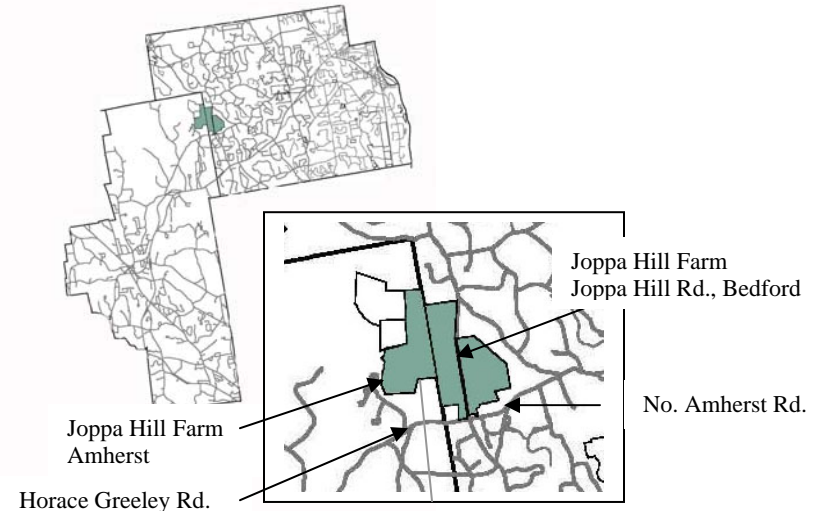 Joppa Hill Farm
Joppa Hill Rd., Bedford
No. Amherst Rd.
Joppa Hill Farm
Amherst
Horace Greeley Rd.